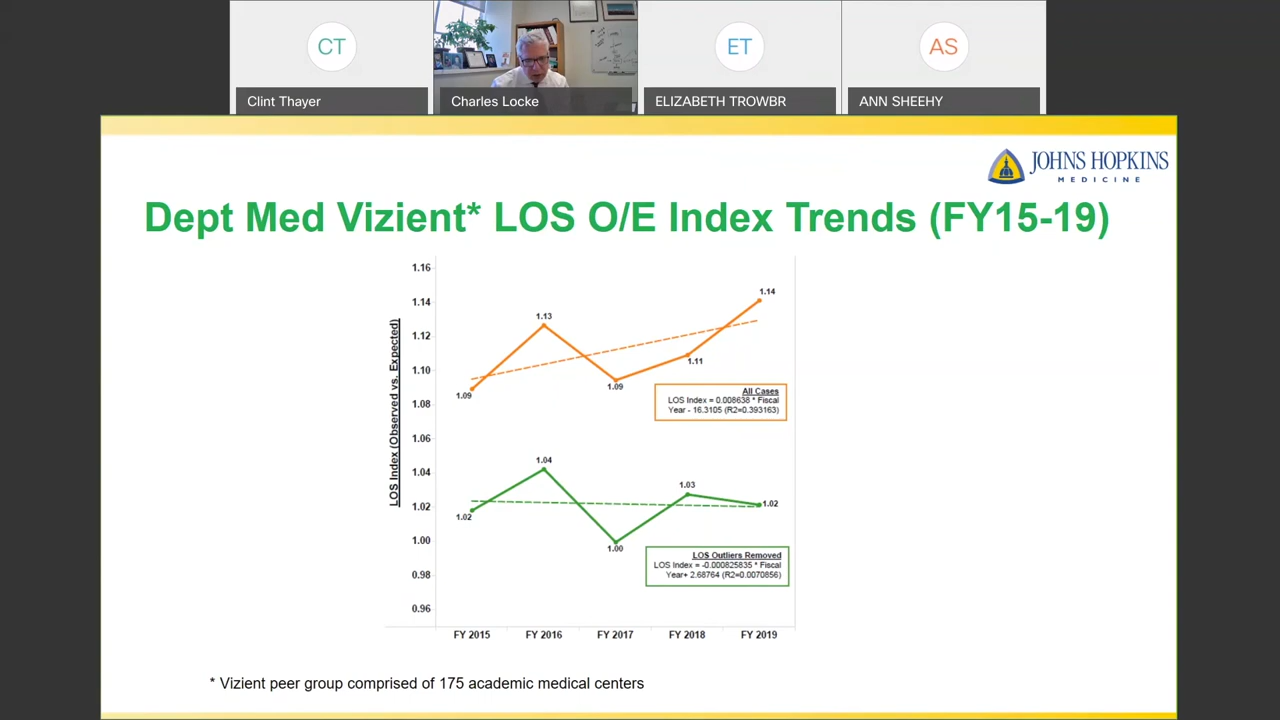 CT
ET
AS
Clint Thayer
Charles Locke
ELIZABETH TROWBR
ANN SHEEHY
JOHNS HOPKINS
MEDICINE
Dept Med Vizient* LOS O/E Index Trends (FY15-19)
LOS Index (Observed vs. Expected)
1.16
1.14
1.12
1.10
1.08
1.06
1.04
1.02
1.00
0.98
0.96
1.09
1.13
1.09
1.11
1.14
All Cases
LOS Index = 0.008638 * Fiscal
Year - 16.3105 (R2=0.393163)
1.02
1.04
1.00
1.03
1.02
LOS Outliers Removed
LOS Index = -0.000825835 * Fiscal
Year+ 2.68764 (R2=0.0070856)
FY 2015
FY 2016
FY 2017
FY 2018
FY 2019
* Vizient peer group comprised of 175 academic medical centers